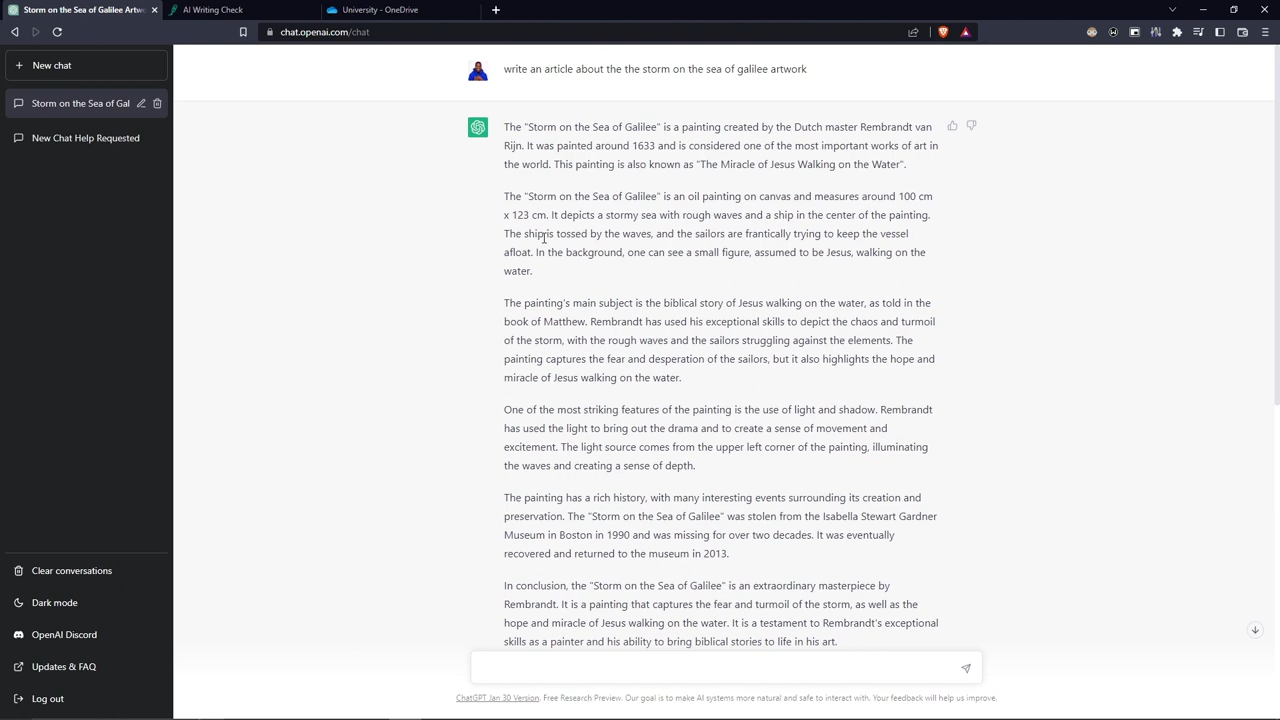 Storm on the Sea of Galilee Artw
AI Writing Check
University - OneDrive
chat.openai.com/chat
New chat
Storm on the Sea of Gal
New Chat Help Requested
write an article about the the storm on the sea of galilee artwork
The "Storm on the Sea of Galilee" is a painting created by the Dutch master Rembrandt van
Rijn. It was painted around 1633 and is considered one of the most important works of art in
the world. This painting is also known as "The Miracle of Jesus Walking on the Water".
The "Storm on the Sea of Galilee" is an oil painting on canvas and measures around 100 cm
x 123 cm. It depicts a stormy sea with rough waves and a ship in the center of the painting.
The ship is tossed by the waves, and the sailors are frantically trying to keep the vessel
afloat. In the background, one can see a small figure, assumed to be Jesus, walking on the
water.
The painting's main subject is the biblical story of Jesus walking on the water, as told in the
book of Matthew. Rembrandt has used his exceptional skills to depict the chaos and turmoil
of the storm, with the rough waves and the sailors struggling against the elements. The
painting captures the fear and desperation of the sailors, but it also highlights the hope and
miracle of Jesus walking on the water.
One of the most striking features of the painting is the use of light and shadow. Rembrandt
has used the light to bring out the drama and to create a sense of movement and
excitement. The light source comes from the upper left corner of the painting, illuminating
the waves and creating a sense of depth.
The painting has a rich history, with many interesting events surrounding its creation and
preservation. The "Storm on the Sea of Galilee" was stolen from the Isabella Stewart Gardner
Museum in Boston in 1990 and was missing for over two decades. It was eventually
recovered and returned to the museum in 2013.
In conclusion, the "Storm on the Sea of Galilee" is an extraordinary masterpiece by
Rembrandt. It is a painting that captures the fear and turmoil of the storm, as well as the
hope and miracle of Jesus walking on the water. It is a testament to Rembrandt's exceptional
skills as a painter and his ability to bring biblical stories to life in his art.
Clear conversations
Dark mode
OpenAI Discord
Updates & FAQ
Log out
ChatGPT Jan 30 Version. Free Research Preview. Our goal is to make AI systems more natural and safe to interact with. Your feedback will help us improve.